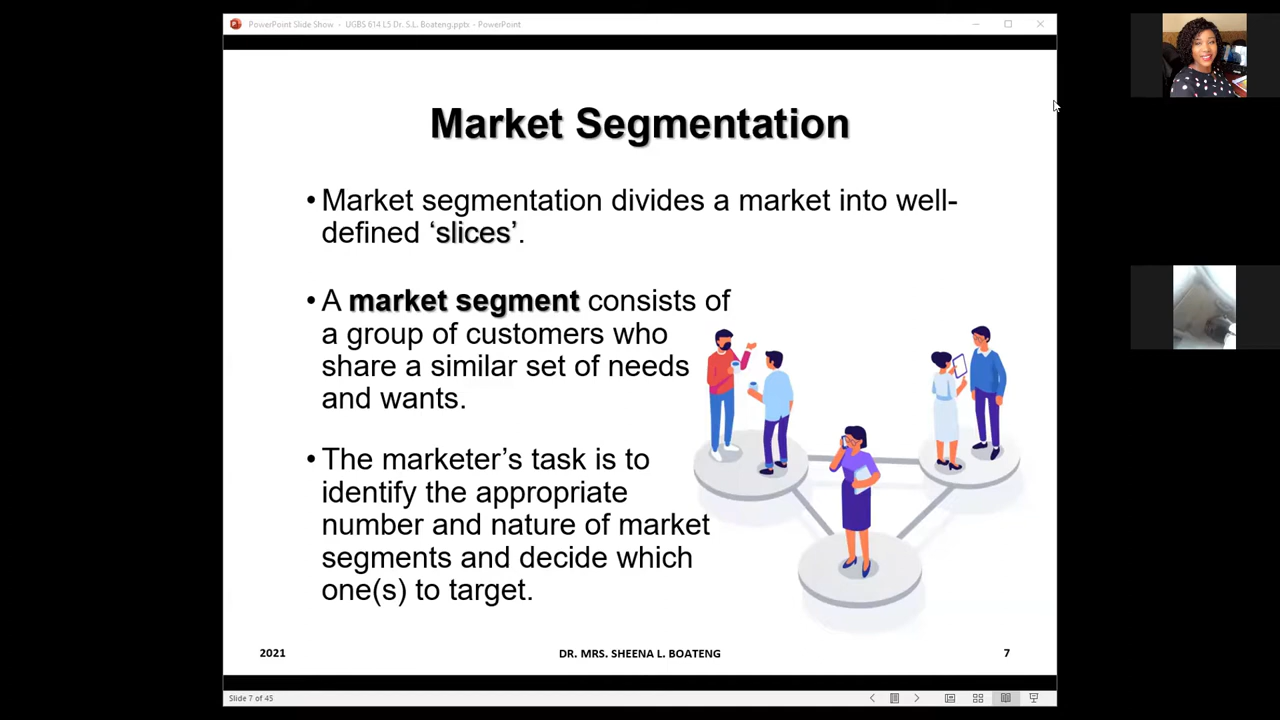 PowerPoint Slide Show - UGBS 614 L5 Dr. S.L. Boateng.ppts - PowerPoint
Market Segmentation
• Market segmentation divides a market into well-
defined ‘slices’.
• A market segment consists of
a group of customers who
share a similar set of needs
and wants.
• The marketer’s task is to
identify the appropriate
number and nature of market
segments and decide which
one(s) to target.
2021
DR. MRS. SHEENA L. BOATENG
7
Slide 7 of 45